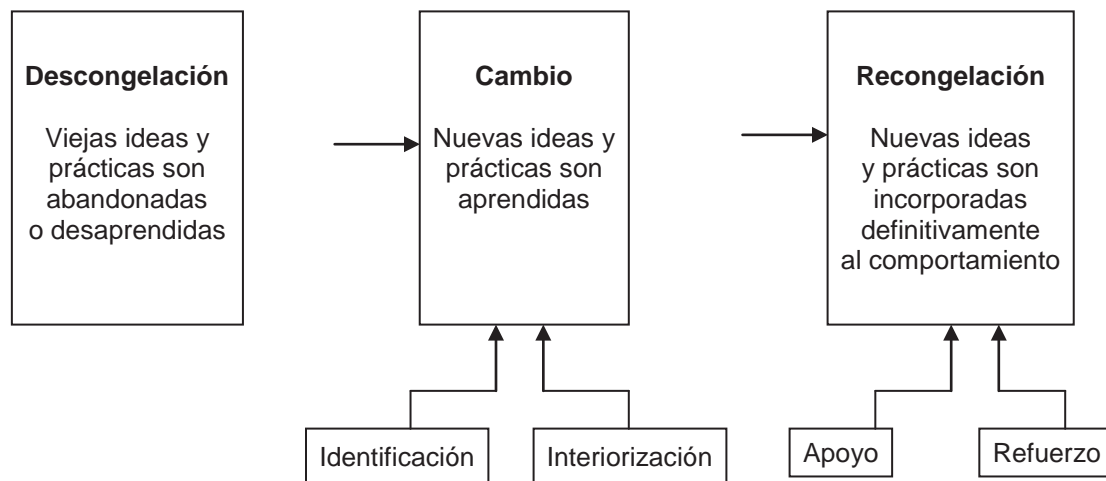 Descongelación
Viejas ideas y
prácticas son
abandonadas
o desaprendidas
Cambio
Nuevas ideas y
prácticas son
aprendidas
Recongelación
Nuevas ideas
y prácticas son
incorporadas
definitivamente
al comportamiento
Identificación
Interiorización
Apoyo
Refuerzo